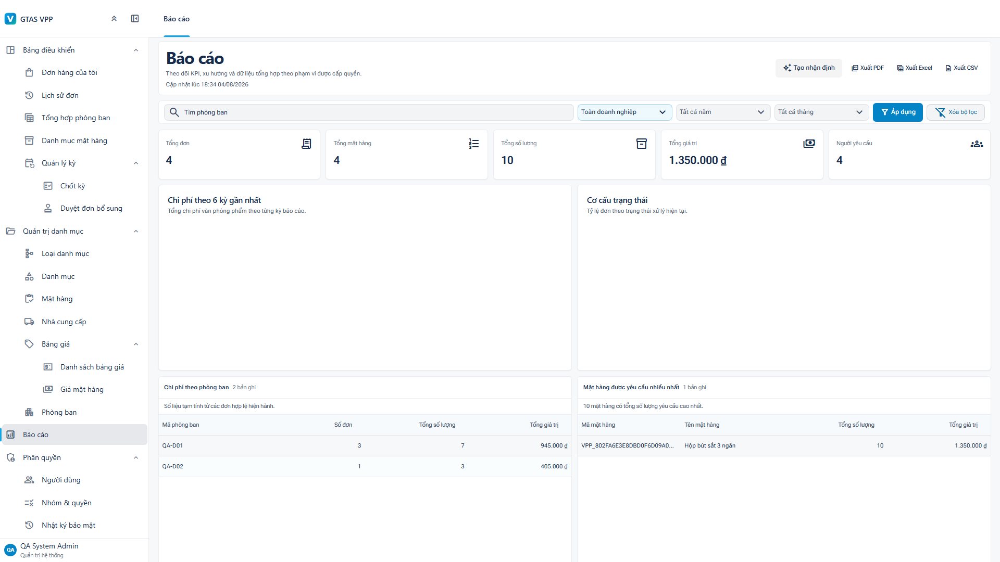 GTAS VPP
Báo cáo
Bảng điều khiển
Đơn hàng của tôi
Lịch sử đơn
Tổng hợp phòng ban
Danh mục mặt hàng
Quản lý kỳ
Chốt kỳ
Duyệt đơn bổ sung
Quản trị danh mục
Loại danh mục
Danh mục
Mặt hàng
Nhà cung cấp
Bảng giá
Danh sách bảng giá
Giá mặt hàng
Phòng ban
Báo cáo
Phân quyền
Người dùng
Nhóm & quyền
Nhật ký bảo mật
QA
QA System Admin
Quản trị hệ thống
Báo cáo
Theo dõi KPI, xu hướng và dữ liệu tổng hợp theo phạm vi được cấp quyền.
Cập nhật lúc 18:34 04/08/2026
Tạo nhận định
Xuất PDF
Xuất Excel
Xuất CSV
Tìm phòng ban
Toàn doanh nghiệp
Tất cả năm
Tất cả tháng
Áp dụng
Xóa bộ lọc
Tổng đơn
4
Tổng mặt hàng
4
Tổng số lượng
10
Tổng giá trị
1.350.000 ₫
Người yêu cầu
4
Chi phí theo 6 kỳ gần nhất
Tổng chi phí văn phòng phẩm theo từng kỳ báo cáo.
Cơ cấu trạng thái
Tỷ lệ đơn theo trạng thái xử lý hiện tại.
Chi phí theo phòng ban 2 bản ghi
Số liệu tạm tính từ các đơn hợp lệ hiện hành.
Mã phòng ban Số đơn Tổng số lượng Tổng giá trị
QA-D01 3 7 945.000 ₫
QA-D02 1 3 405.000 ₫
Mặt hàng được yêu cầu nhiều nhất 1 bản ghi
10 mặt hàng có tổng số lượng yêu cầu cao nhất.
Mã mặt hàng Tên mặt hàng Tổng số lượng Tổng giá trị
VPP_802FA6E3E8DBD0F6D09A0... Hộp bút sắt 3 ngăn 10 1.350.000 ₫